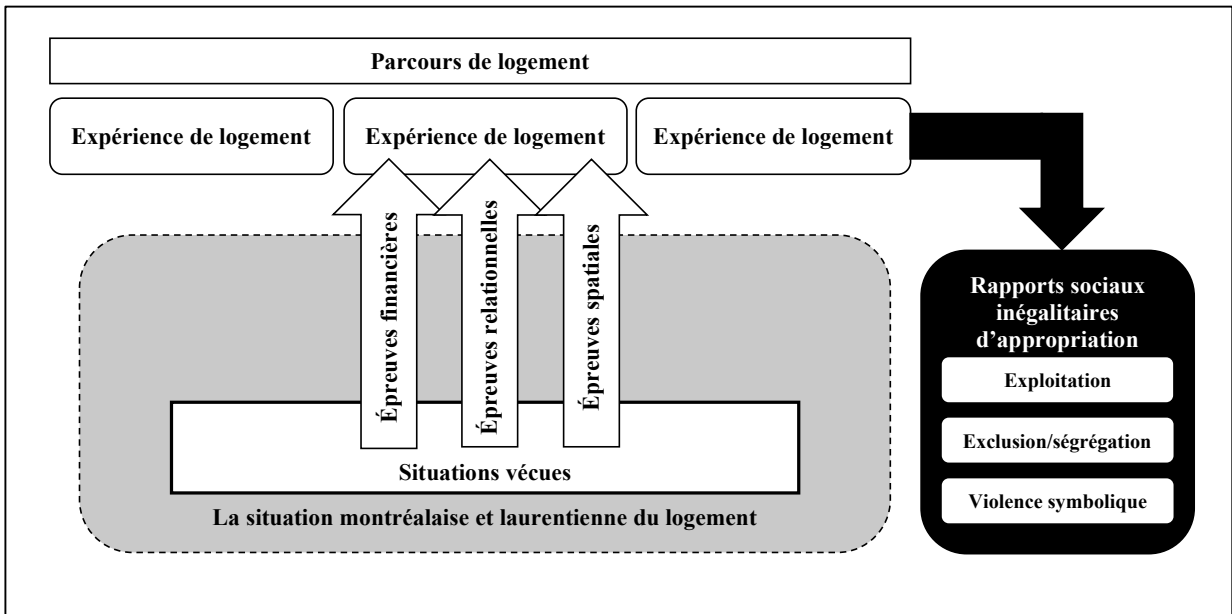 Parcours de logement
Expérience de logement
Expérience de logement
Expérience de logement
Épreuves financières
Épreuves relationnelles
Épreuves spatiales
Situations vécues
La situation montréalaise et laurentienne du logement
Rapports sociaux
inégalitaires
d’appropriation
Exploitation
Exclusion/ségrégation
Violence symbolique